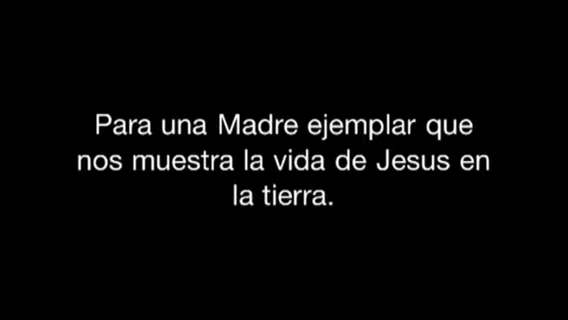 Para una Madre ejemplar que
nos muestra la vida de Jesus en
la tierra.